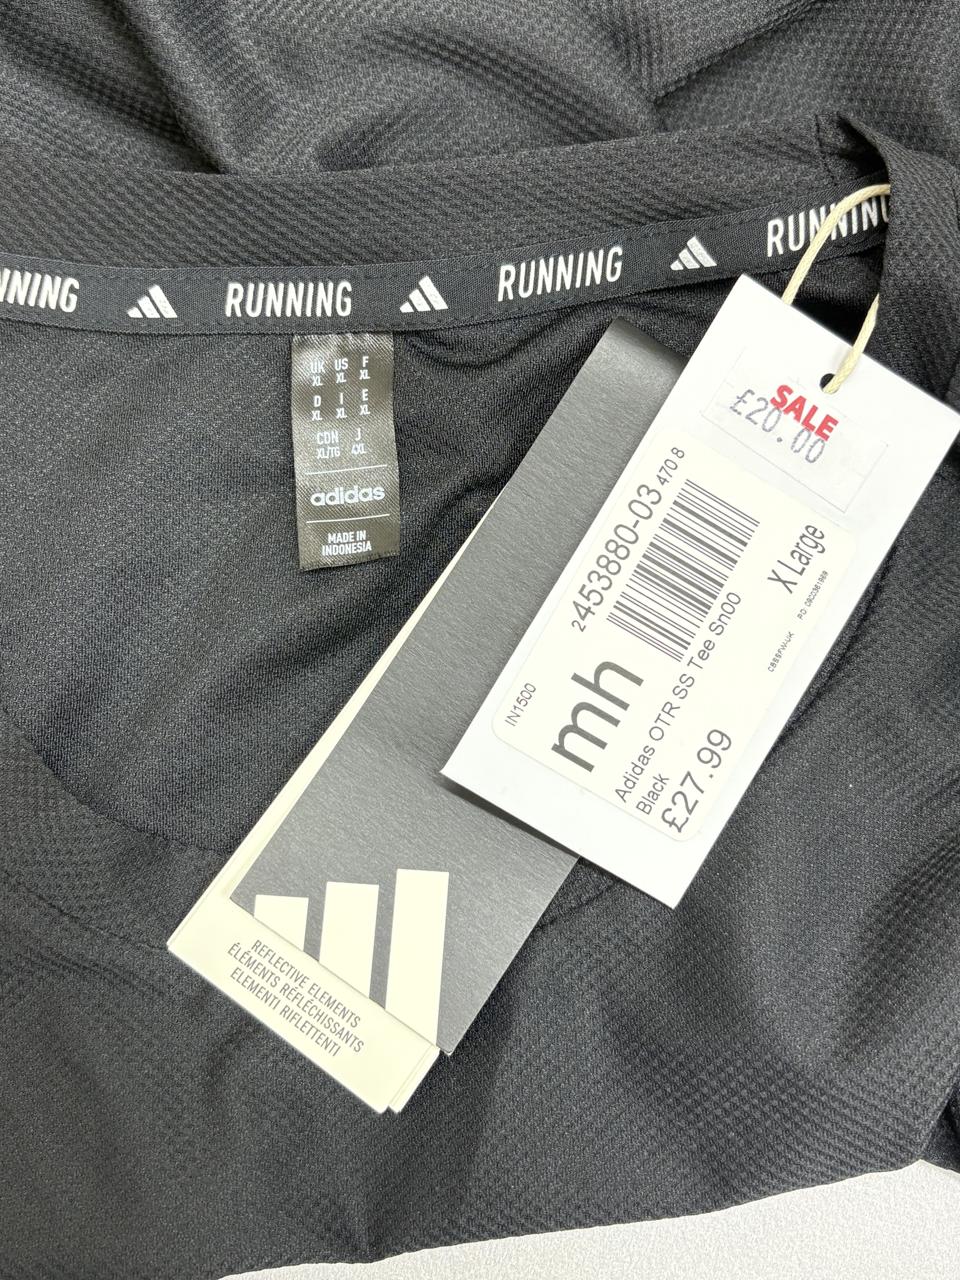 RUNNING
RUNNING
RUNNING
RUNNING
UK US F
XL XL XL
D I E
XL XL XL
CDN J
XL/TG 4XL
adidas
MADE IN
INDONESIA
SALE
£20.00
2453880-03 470 8
X Large
mh
IN1500
Adidas OTR SS Tee Sn00
Black
£27.99
REFLECTIVE ELEMENTS
ÉLÉMENTS RÉFLÉCHISSANTS
ELEMENTI RIFLETTENTI